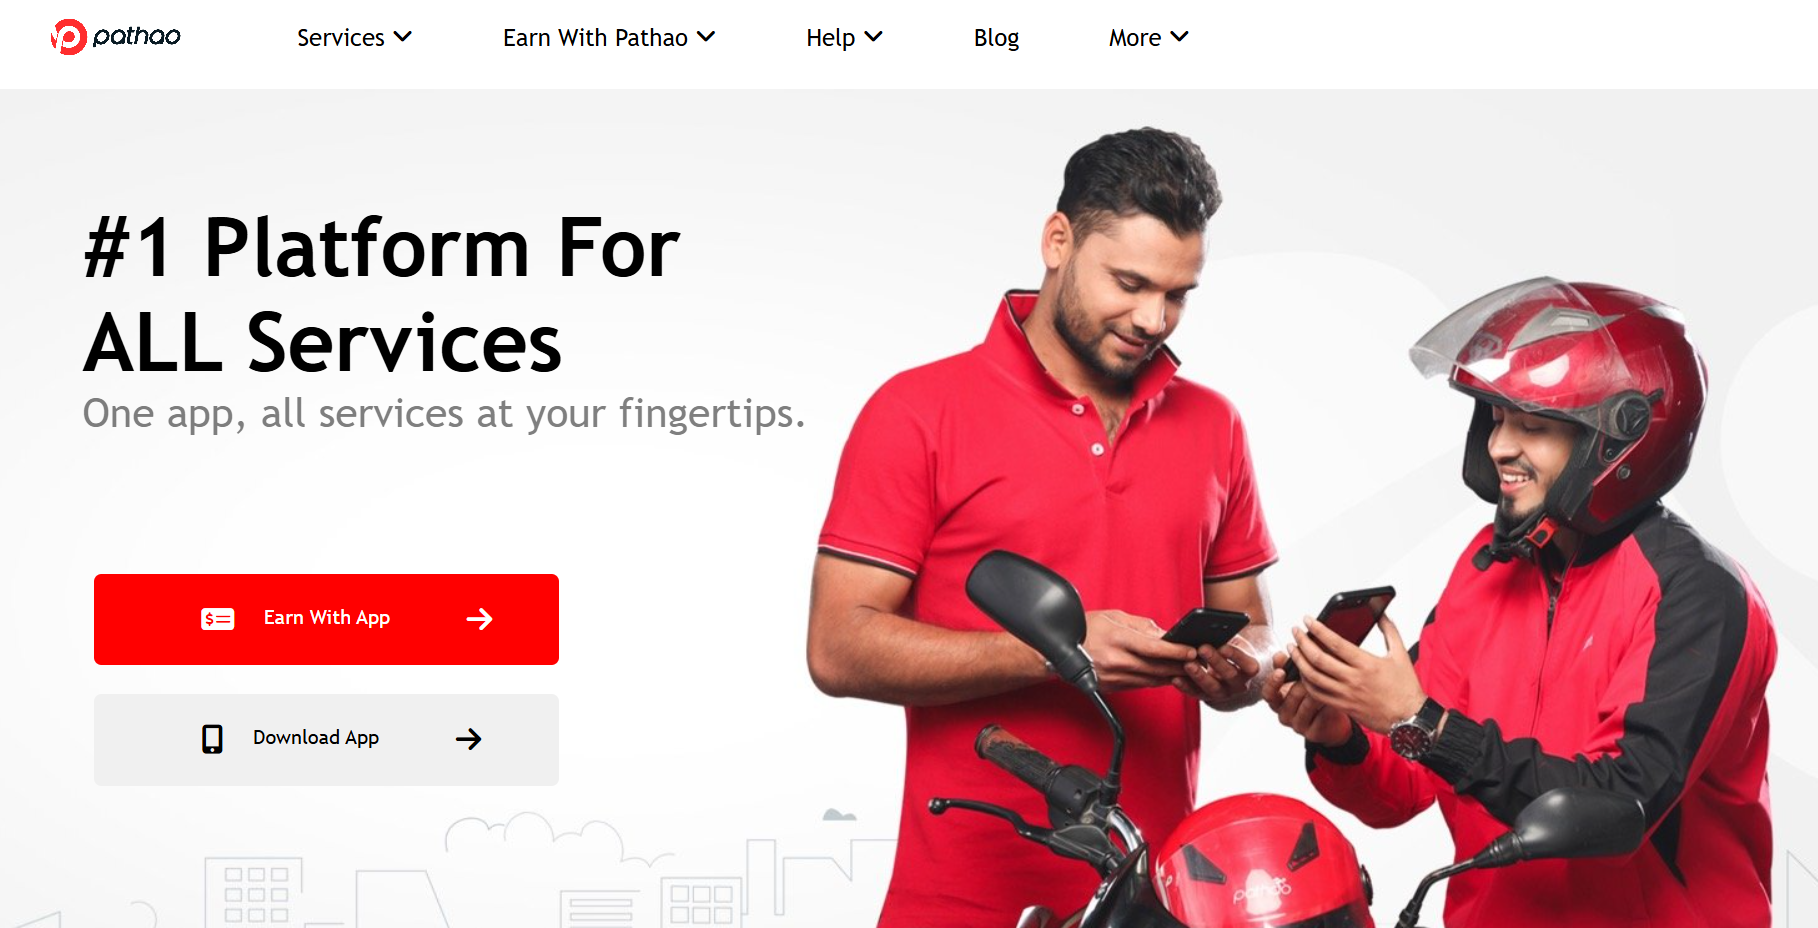 pathao
Services
Earn With Pathao
Help
Blog
More
#1 Platform For
ALL Services
One app, all services at your fingertips.
Earn With App
Download App
pathao